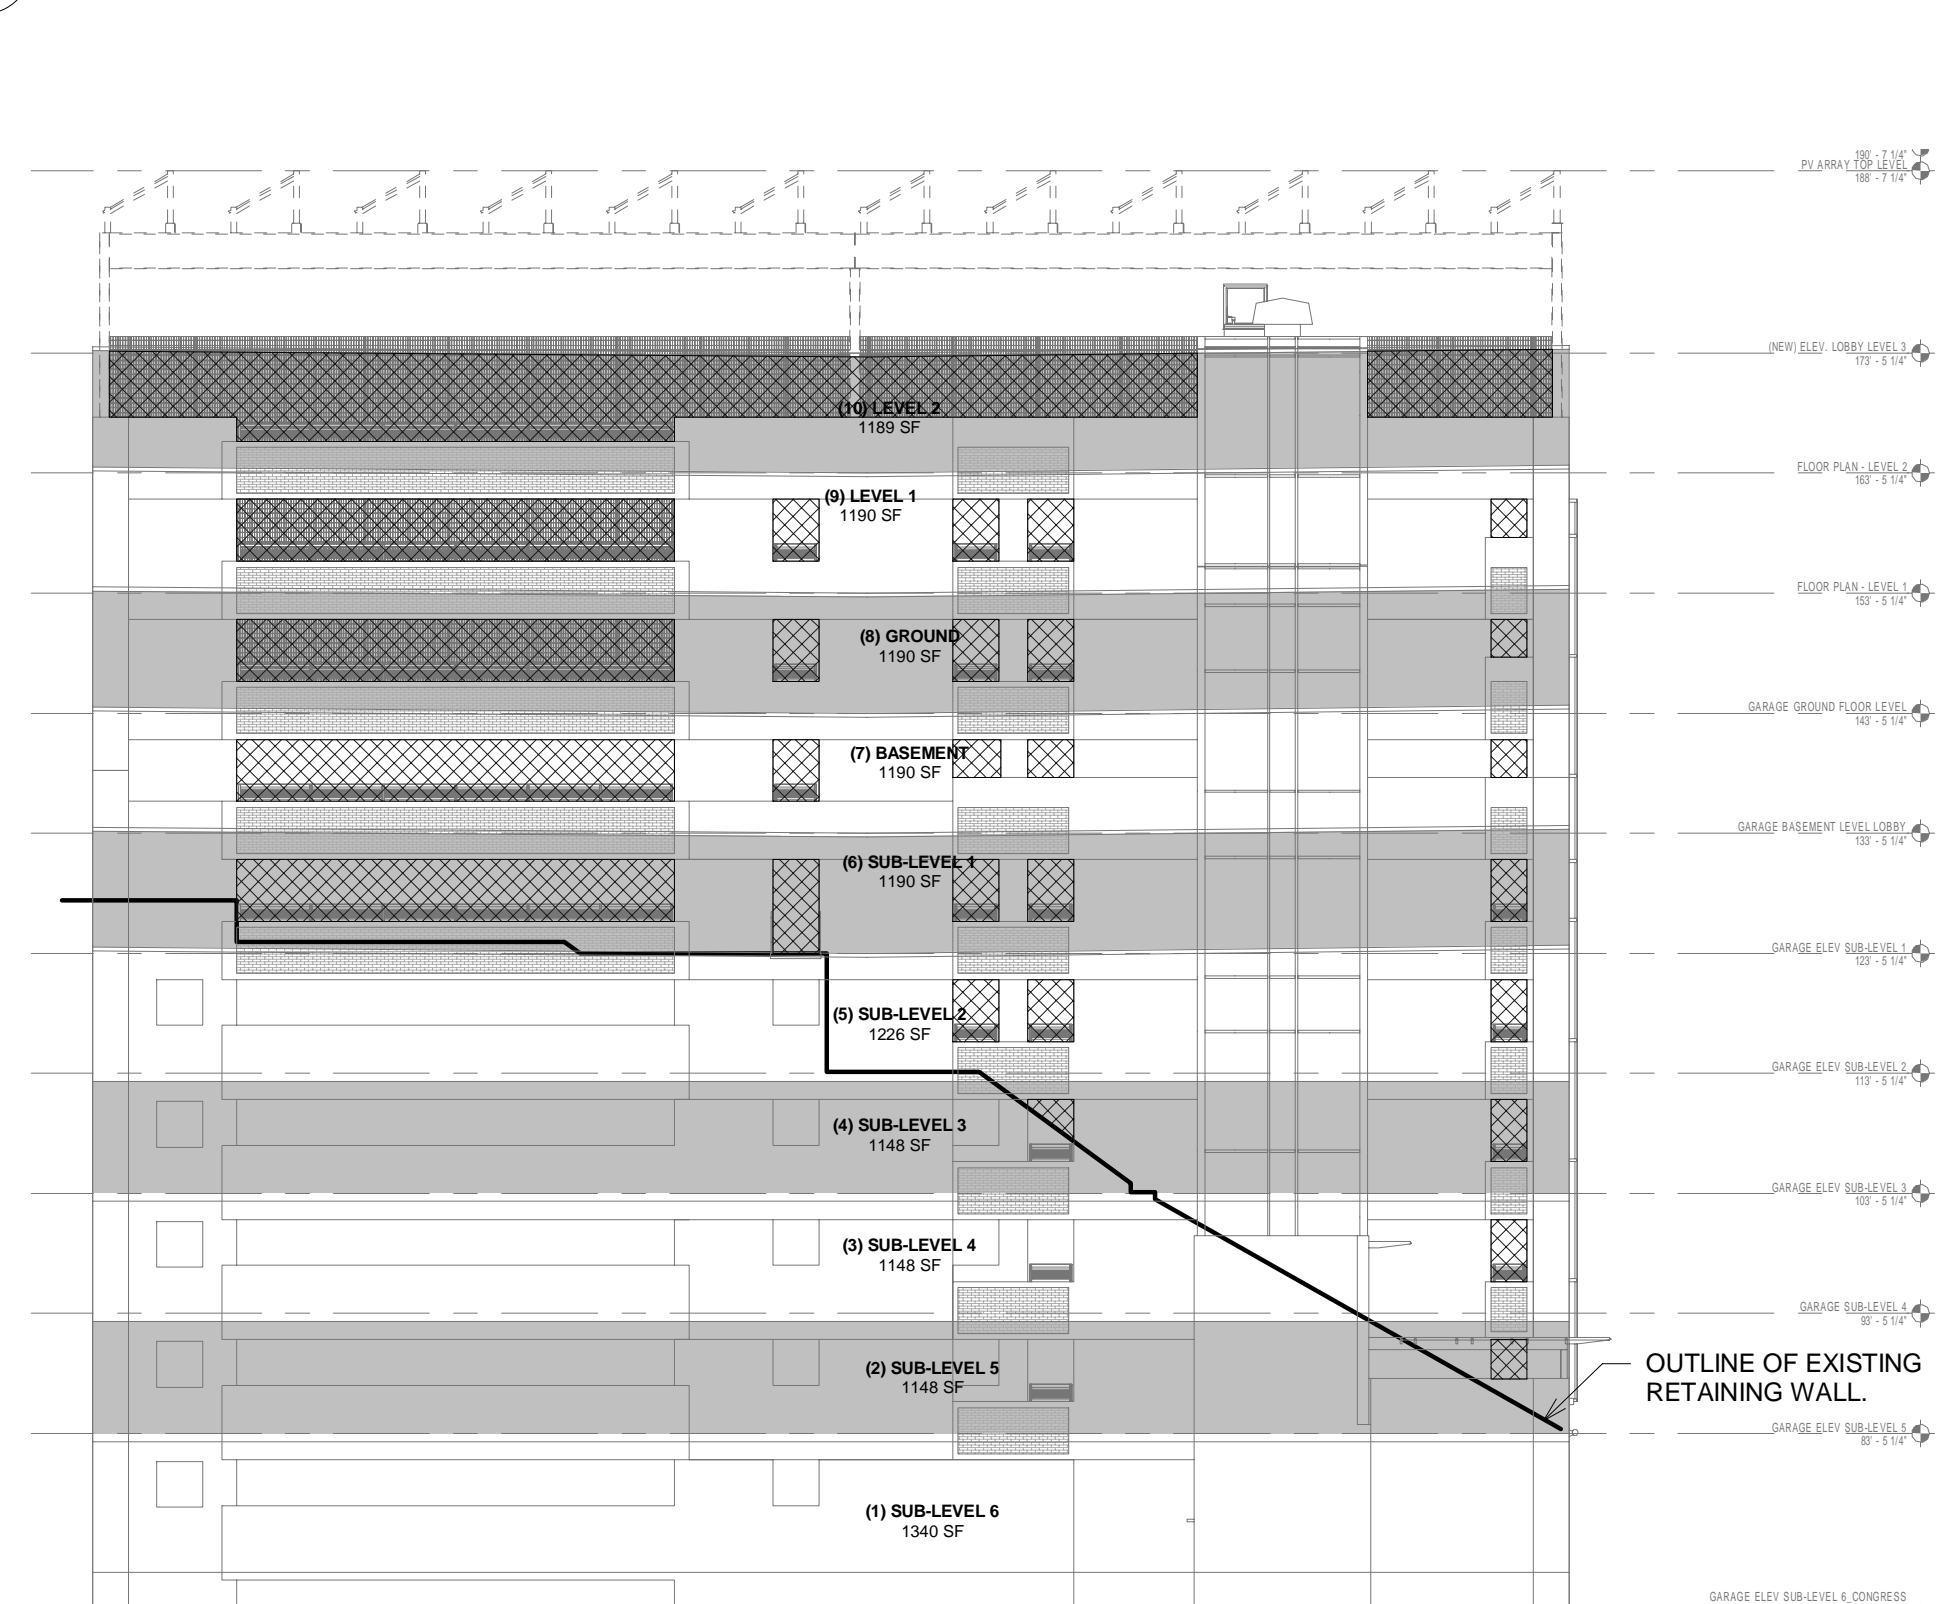 190' - 7 1/4"
PV ARRAY TOP LEVEL
188' - 7 1/4"
(NEW) ELEV. LOBBY LEVEL 3
173' - 5 1/4"
(10) LEVEL 2
1189 SF
FLOOR PLAN - LEVEL 2
163' - 5 1/4"
(9) LEVEL 1
1190 SF
FLOOR PLAN - LEVEL 1
153' - 5 1/4"
(8) GROUND
1190 SF
GARAGE GROUND FLOOR LEVEL
143' - 5 1/4"
(7) BASEMENT
1190 SF
GARAGE BASEMENT LEVEL LOBBY
133' - 5 1/4"
(6) SUB-LEVEL 1
1190 SF
GARAGE ELEV SUB-LEVEL 1
123' - 5 1/4"
(5) SUB-LEVEL 2
1226 SF
GARAGE ELEV SUB-LEVEL 2
113' - 5 1/4"
(4) SUB-LEVEL 3
1148 SF
GARAGE ELEV SUB-LEVEL 3
103' - 5 1/4"
(3) SUB-LEVEL 4
1148 SF
GARAGE SUB-LEVEL 4
93' - 5 1/4"
(2) SUB-LEVEL 5
1148 SF
OUTLINE OF EXISTING
RETAINING WALL.
GARAGE ELEV SUB-LEVEL 5
83' - 5 1/4"
(1) SUB-LEVEL 6
1340 SF
GARAGE ELEV SUB-LEVEL 6_CONGRESS